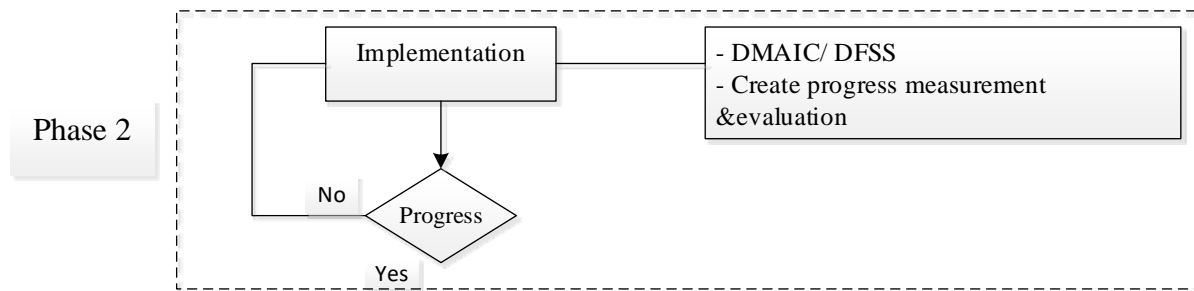 Implementation
- DMAIC/ DFSS
- Create progress measurement
&evaluation
Phase 2
No
Progress
Yes